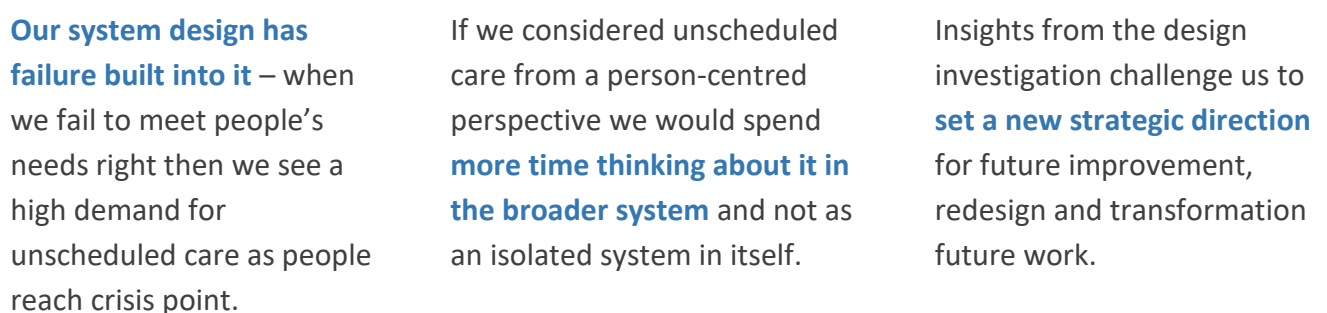 Our system design has
failure built into it – when
we fail to meet people's
needs right then we see a
high demand for
unscheduled care as people
reach crisis point.
If we considered unscheduled
care from a person-centred
perspective we would spend
more time thinking about it in
the broader system and not as
an isolated system in itself.
Insights from the design
investigation challenge us to
set a new strategic direction
for future improvement,
redesign and transformation
future work.